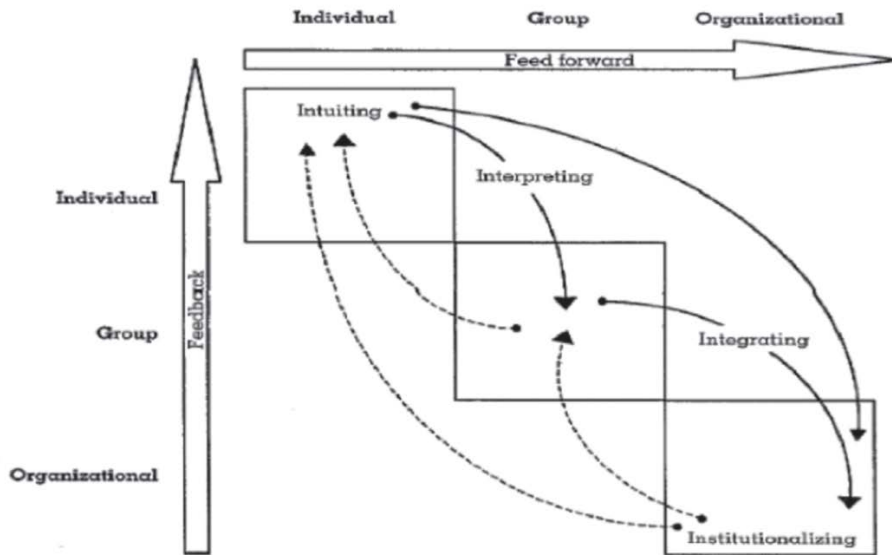 Individual
Group
Organizational
Feed forward
Intuiting
Interpreting
Individual
Feedback
Group
Integrating
Organizational
Institutionalizing